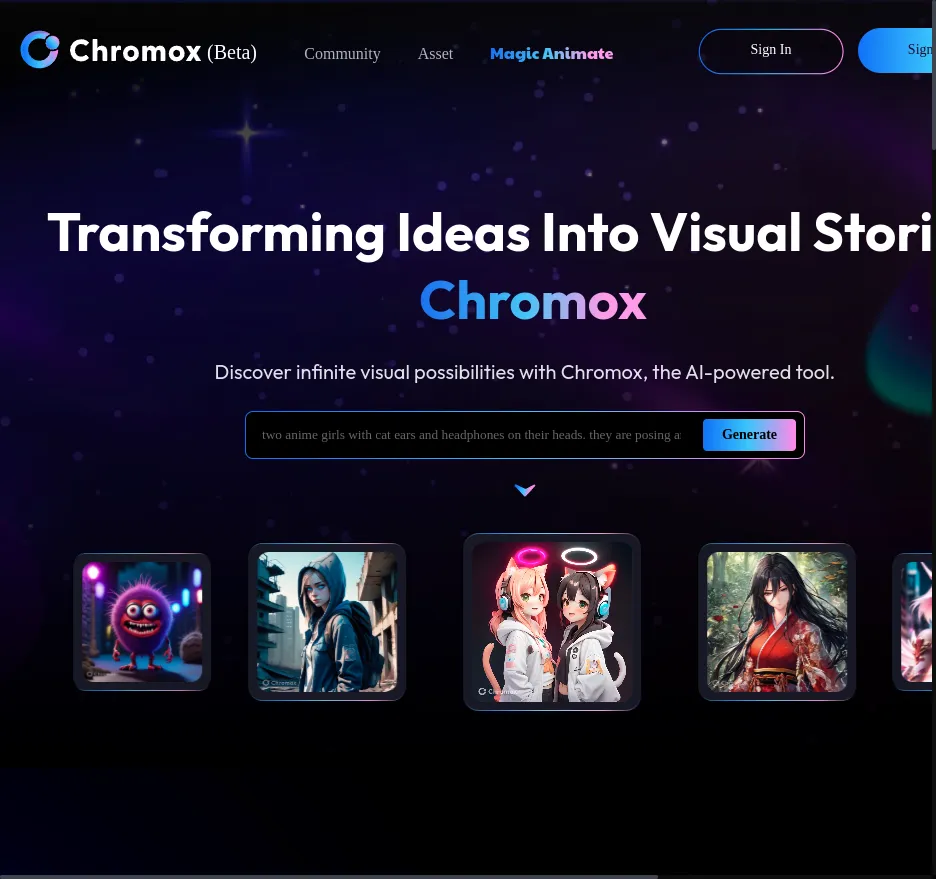 Chromox (Beta)
Community
Asset
Magic Animate
Sign In
Sign
Transforming Ideas Into Visual Stori
Chromox
Discover infinite visual possibilities with Chromox, the AI-powered tool.
two anime girls with cat ears and headphones on their heads. they are posing a
Generate
Chromox
Chromox